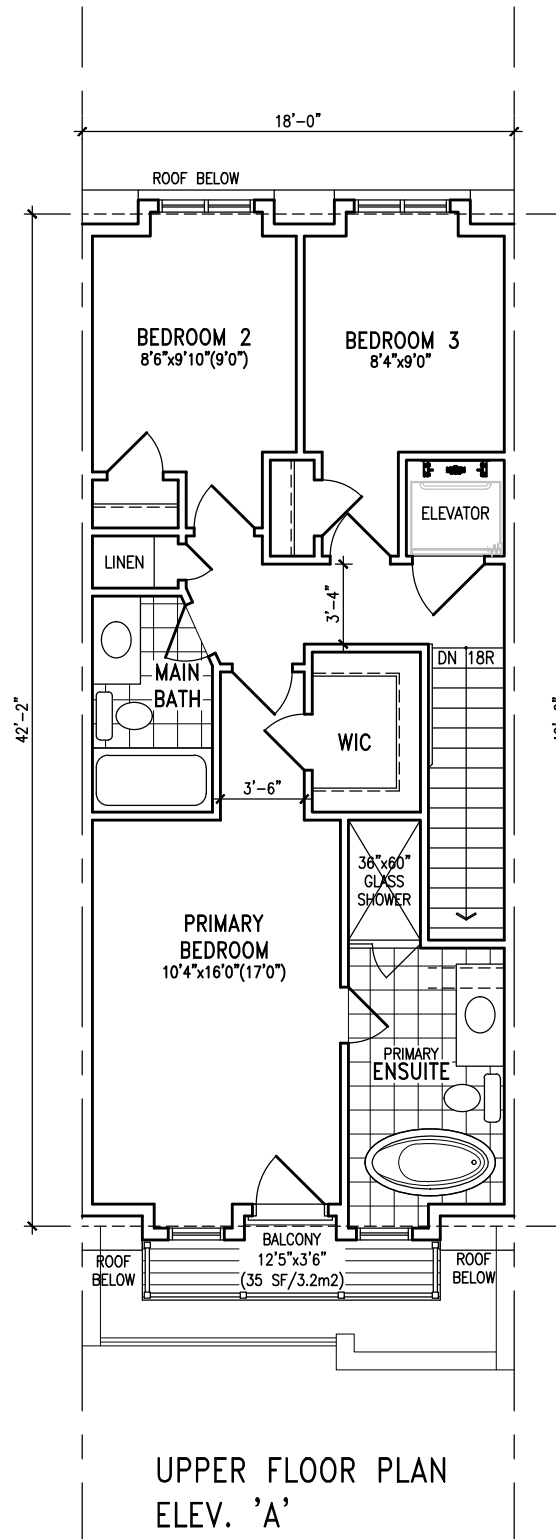 18'-0"
ROOF BELOW
BEDROOM 2
8'6"x9'10"(9'0")
BEDROOM 3
8'4"x9'0"
ELEVATOR
LINEN
3'-4"
MAIN
BATH
DN 18R
WIC
42'-2"
3'-6"
36"x60"
GLASS
SHOWER
PRIMARY
BEDROOM
10'4"x16'0"(17'0")
PRIMARY
ENSUITE
BALCONY
12'5"x3'6"
(35 SF/3.2m2)
ROOF
BELOW
ROOF
BELOW
UPPER FLOOR PLAN
ELEV. 'A'